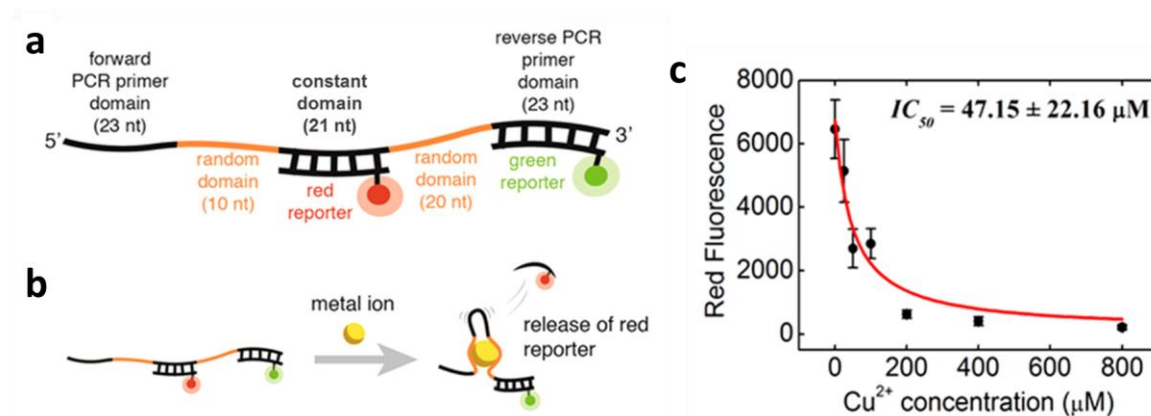 a
forward
PCR primer
domain
(23 nt)
constant
domain
(21 nt)
reverse PCR
primer
domain
(23 nt)
5’
3’
random
domain
(10 nt)
red
reporter
random
domain
(20 nt)
green
reporter
b
metal ion
release of red
reporter
c
IC50 = 47.15 ± 22.16 μM
Red Fluorescence
8000
6000
4000
2000
0
0 200 400 600 800
Cu2+ concentration (μM)